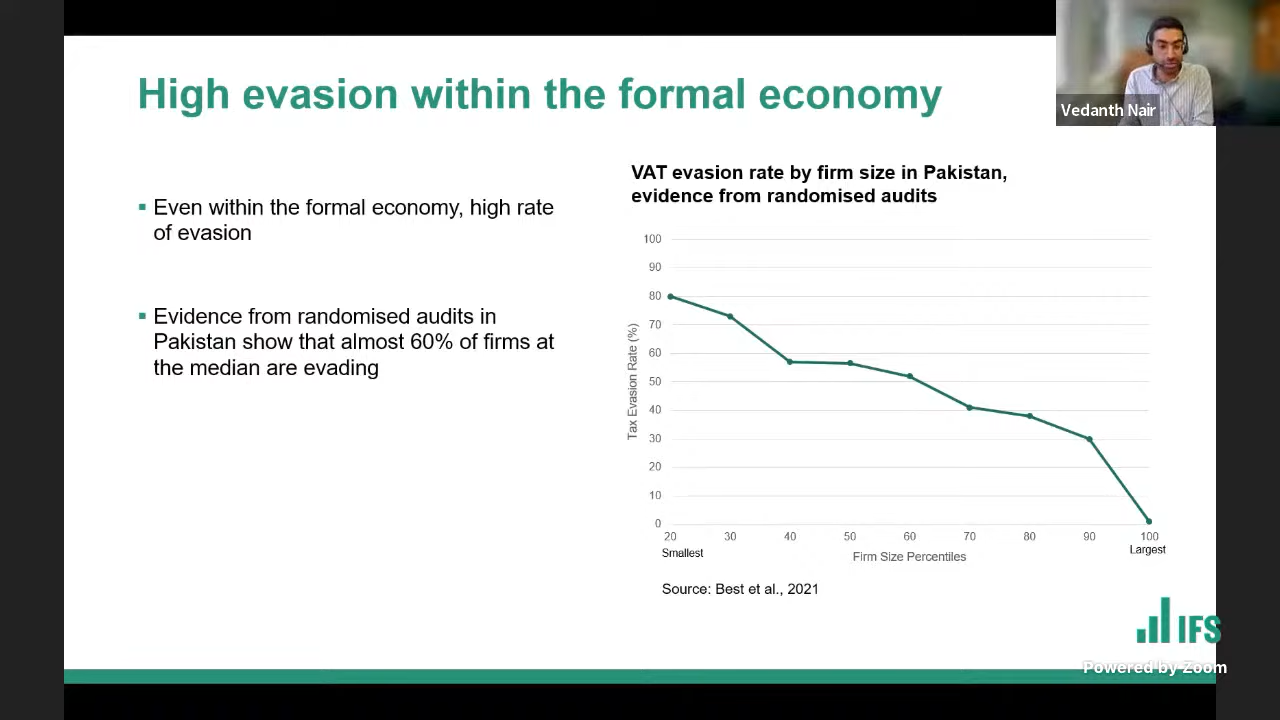 High evasion within the formal economy
Vedanth Nair
▪ Even within the formal economy, high rate
of evasion
▪ Evidence from randomised audits in
Pakistan show that almost 60% of firms at
the median are evading
VAT evasion rate by firm size in Pakistan,
evidence from randomised audits
Tax Evasion Rate (%)
100
90
80
70
60
50
40
30
20
10
0
20 30 40 50 60 70 80 90 100
Smallest Largest
Firm Size Percentiles
Source: Best et al., 2021
IFS
Powered by Zoom